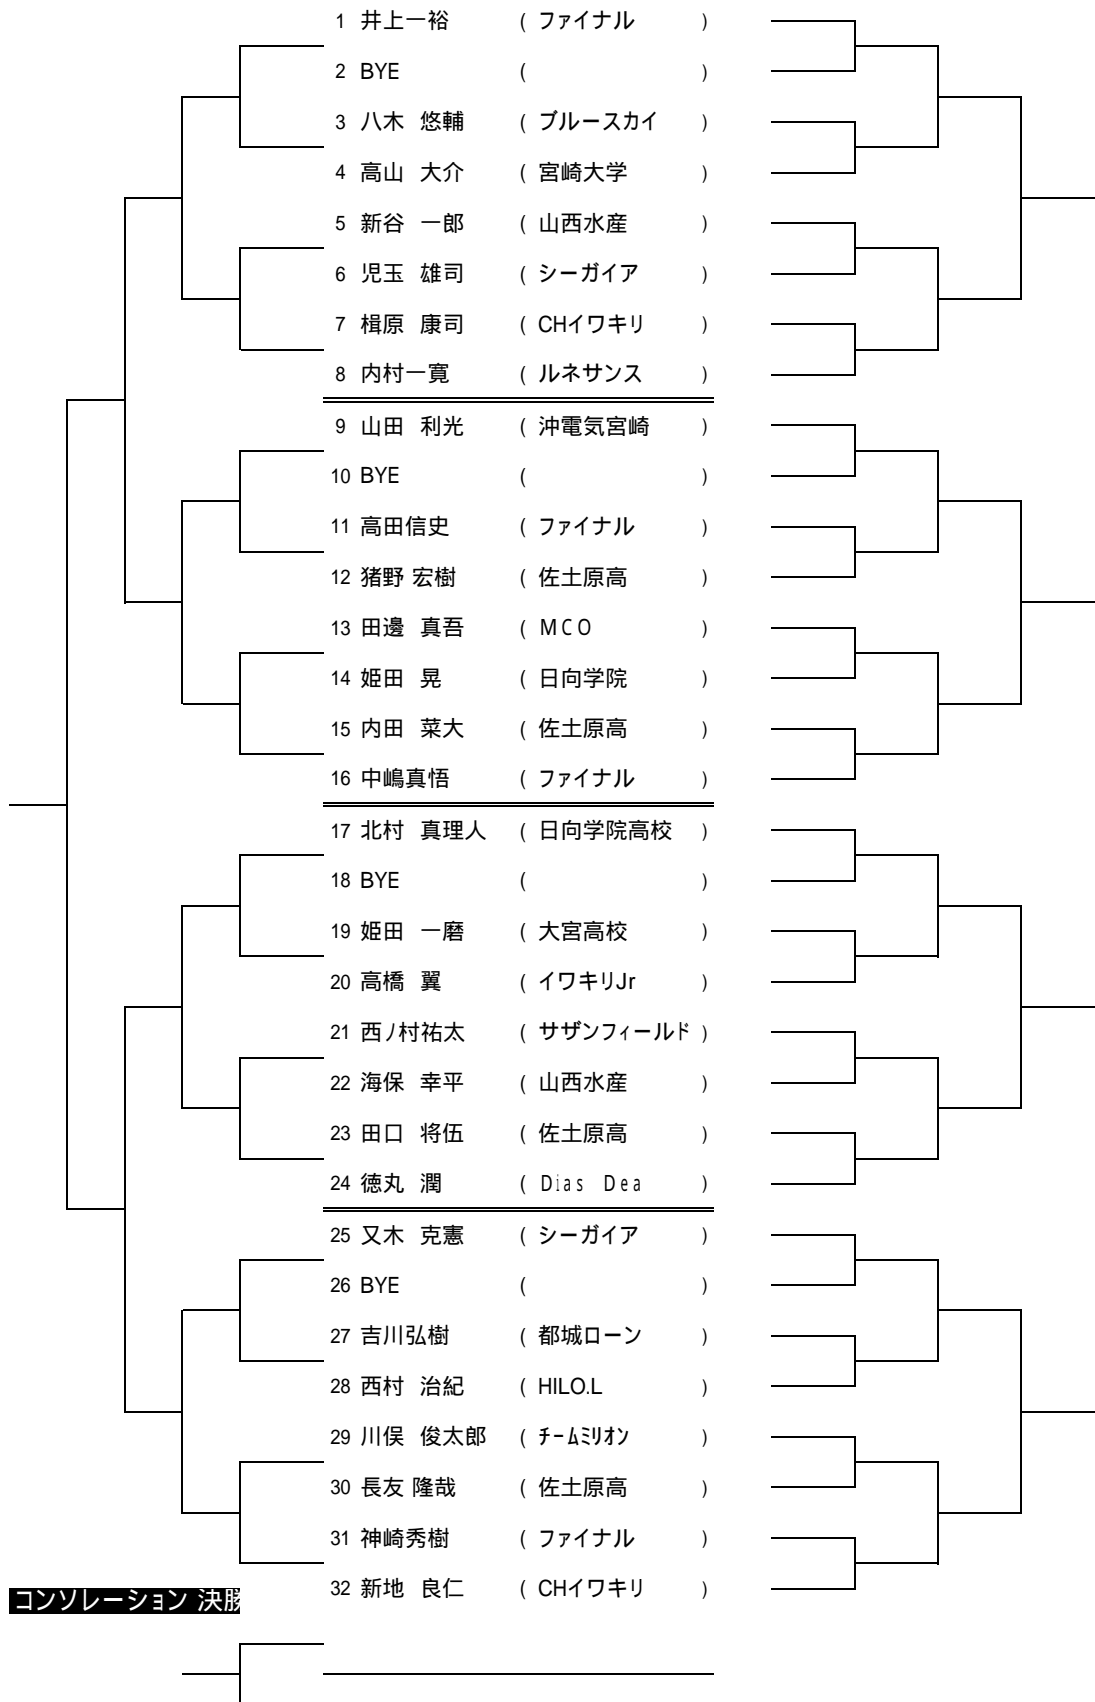 1 井上一裕 ( ファイナル )
2 BYE ( )
3 八木 悠輔 ( ブルースカイ )
4 高山 大介 ( 宮崎大学 )
5 新谷 一郎 ( 山西水産 )
6 児玉 雄司 ( シーガイア )
7 楫原 康司 ( CHイワキリ )
8 内村一寛 ( ルネサンス )
9 山田 利光 ( 沖電気宮崎 )
10 BYE ( )
11 高田信史 ( ファイナル )
12 猪野 宏樹 ( 佐土原高 )
13 田邊 真吾 ( MCO )
14 姫田 晃 ( 日向学院 )
15 内田 菜大 ( 佐土原高 )
16 中嶋真悟 ( ファイナル )
17 北村 真理人 ( 日向学院高校 )
18 BYE ( )
19 姫田 一磨 ( 大宮高校 )
20 高橋 翼 ( イワキリJr )
21 西ノ村祐太 ( サザンフィールド )
22 海保 幸平 ( 山西水産 )
23 田口 将伍 ( 佐土原高 )
24 徳丸 潤 ( Dias Dea )
25 又木 克憲 ( シーガイア )
26 BYE ( )
27 吉川弘樹 ( 都城ローン )
28 西村 治紀 ( HILO.L )
29 川俣 俊太郎 ( チームミリオン )
30 長友 隆哉 ( 佐土原高 )
31 神崎秀樹 ( ファイナル )
32 新地 良仁 ( CHイワキリ )
コンソレーション 決勝